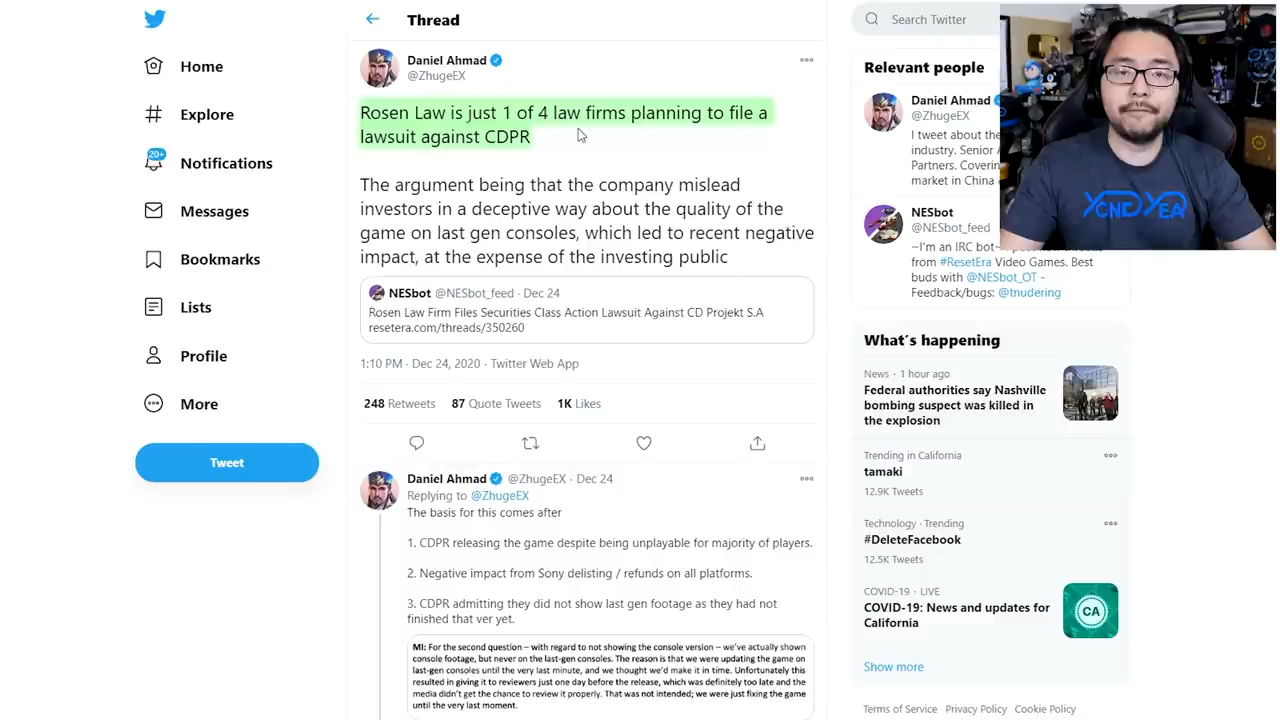 Home
Explore
20+
Notifications
Messages
Bookmarks
Lists
Profile
More
Tweet
Thread
Daniel Ahmad
@ZhugeEX
Rosen Law is just 1 of 4 law firms planning to file a
lawsuit against CDPR
The argument being that the company mislead
investors in a deceptive way about the quality of the
game on last gen consoles, which led to recent negative
impact, at the expense of the investing public
NESbot @NESbot_feed · Dec 24
Rosen Law Firm Files Securities Class Action Lawsuit Against CD Projekt S.A
resetera.com/threads/350260
1:10 PM · Dec 24, 2020 · Twitter Web App
248 Retweets 87 Quote Tweets 1K Likes
Daniel Ahmad @ZhugeEX · Dec 24
Replying to @ZhugeEX
The basis for this comes after
1. CDPR releasing the game despite being unplayable for majority of players.
2. Negative impact from Sony delisting / refunds on all platforms.
3. CDPR admitting they did not show last gen footage as they had not
finished that ver yet.
MI: For the second question – with regard to not showing the console version – we've actually shown
console footage, but never on the last-gen consoles. The reason is that we were updating the game on
last-gen consoles until the very last minute, and we thought we'd make it in time. Unfortunately this
resulted in giving it to reviewers just one day before the release, which was definitely too late and the
media didn't get the chance to review it properly. That was not intended; we were just fixing the game
until the very last moment.
Search Twitter
Relevant people
Daniel Ahmad
@ZhugeEX
I tweet about the
industry. Senior
Partners. Covering
market in China
NESbot
@NESbot_feed
~I'm an IRC bot~
from #ResetEra Video Games. Best
buds with @NESbot_OT -
Feedback/bugs: @tnudering
What's happening
News · 1 hour ago
Federal authorities say Nashville
bombing suspect was killed in
the explosion
Trending in California
tamaki
12.9K Tweets
Technology · Trending
#DeleteFacebook
12.5K Tweets
COVID-19 · LIVE
COVID-19: News and updates for
California
CA
Show more
Terms of Service Privacy Policy Cookie Policy